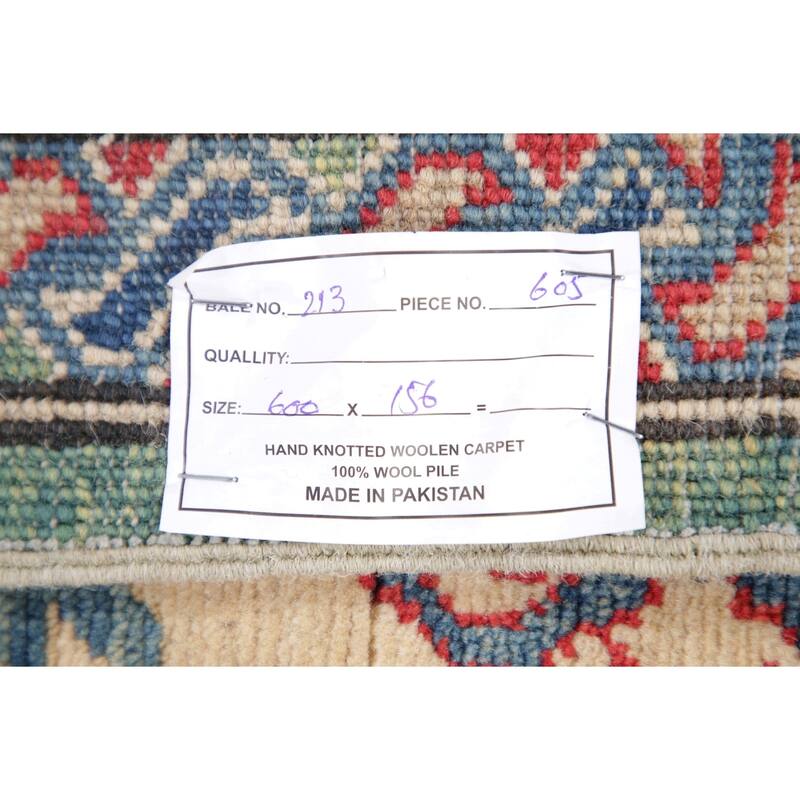 BALE NO. 213 PIECE NO. 605
QUALLITY:
SIZE: 600 X 156 =
HAND KNOTTED WOOLEN CARPET
100% WOOL PILE
MADE IN PAKISTAN